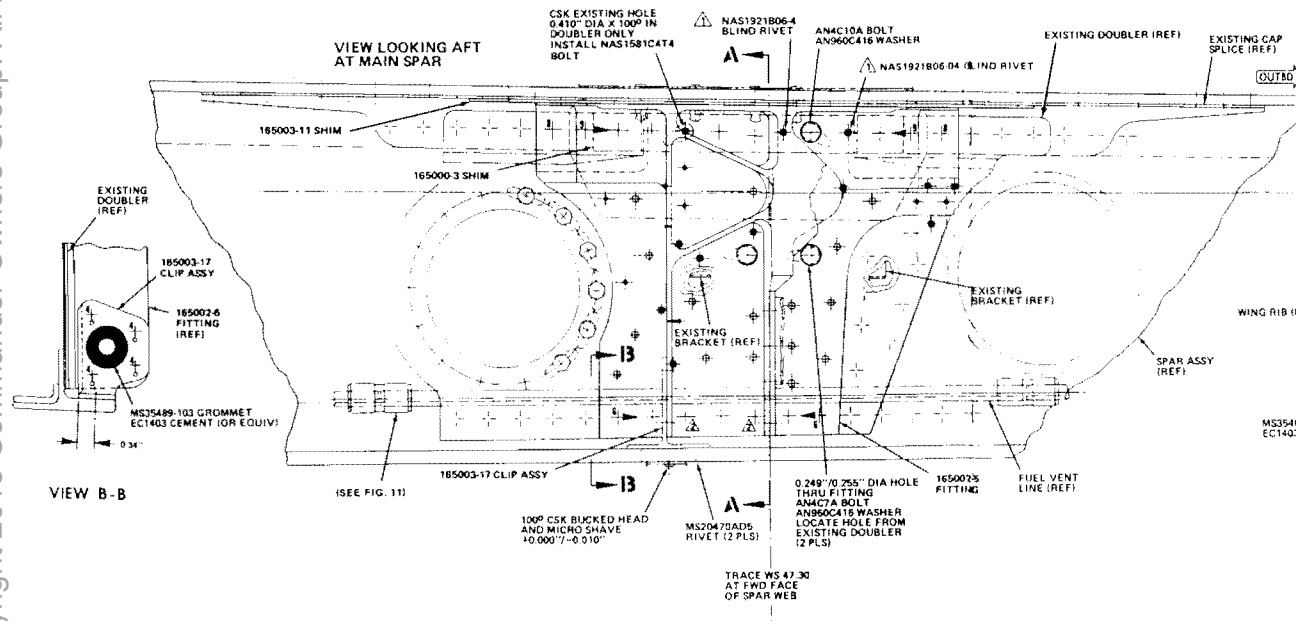 VIEW LOOKING AFT
AT MAIN SPAR
CSK EXISTING HOLE
0.410" DIA X 100° IN
DOUBLER ONLY
INSTALL NAS1581C4T4
BOLT
NAS1921B06-4
BLIND RIVET
AN4C10A BOLT
AN960C416 WASHER
NAS1921B06-04 BLIND RIVET
EXISTING DOUBLER (REF)
EXISTING CAP
SPLICE (REF)
OUTBD
A
165003-11 SHIM
165000-3 SHIM
EXISTING
DOUBLER
(REF)
165003-17
CLIP ASSY
165002-6
FITTING
(REF)
MS35489-103 GROMMET
EC1403 CEMENT (OR EQUIV)
0.34"
VIEW B-B
(SEE FIG. 11)
165003-17 CLIP ASSY
B
B
100° CSK BUCKED HEAD
AND MICRO SHAVE
+0.000"/-0.010"
MS20470AD5
RIVET (2 PLS)
A
EXISTING
BRACKET (REF)
EXISTING
BRACKET (REF)
WING RIB
SPAR ASSY
(REF)
MS354
EC1403
0.249"/0.255" DIA HOLE
THRU FITTING
AN4C7A BOLT
AN960C416 WASHER
LOCATE HOLE FROM
EXISTING DOUBLER
(2 PLS)
165002-5
FITTING
FUEL VENT
LINE (REF)
TRACE WS 47.30
AT FWD FACE
OF SPAR WEB